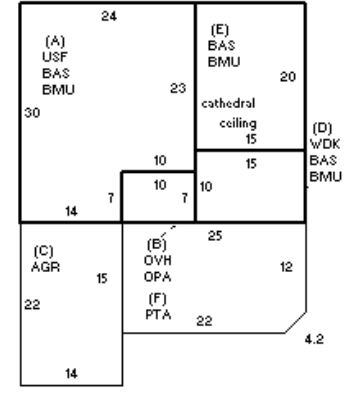 24
(A)
USF
BAS
BMU
(E)
BAS
BMU
23
20
30
cathedral
ceiling
15
(D)
WDK
BAS
BMU
10
15
10
7
7
10
14
(B)
OVH
OPA
25
(C)
AGR
15
12
22
(F)
PTA
22
4.2
14